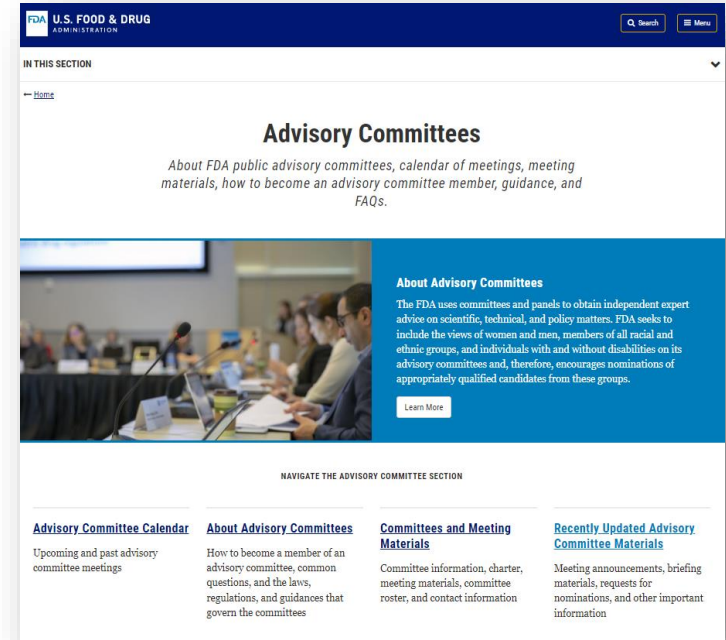 FDA U.S. FOOD & DRUG
ADMINISTRATION
Search
Menu
IN THIS SECTION
← Home
Advisory Committees
About FDA public advisory committees, calendar of meetings, meeting
materials, how to become an advisory committee member, guidance, and
FAQs.
About Advisory Committees
The FDA uses committees and panels to obtain independent expert
advice on scientific, technical, and policy matters. FDA seeks to
include the views of women and men, members of all racial and
ethnic groups, and individuals with and without disabilities on its
advisory committees and, therefore, encourages nominations of
appropriately qualified candidates from these groups.
Learn More
NAVIGATE THE ADVISORY COMMITTEE SECTION
Advisory Committee Calendar
Upcoming and past advisory
committee meetings
About Advisory Committees
How to become a member of an
advisory committee, common
questions, and the laws,
regulations, and guidances that
govern the committees
Committees and Meeting
Materials
Committee information, charter,
meeting materials, committee
roster, and contact information
Recently Updated Advisory
Committee Materials
Meeting announcements, briefing
materials, requests for
nominations, and other important
information